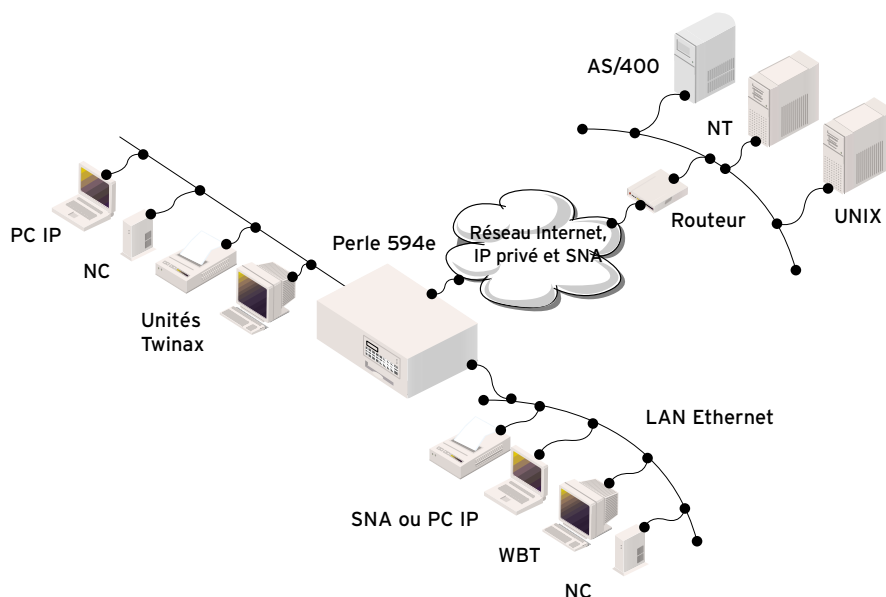 AS/400
NT
UNIX
Routeur
Réseau Internet,
IP privé et SNA
Perle 594e
PC IP
NC
Unités
Twinax
LAN Ethernet
SNA ou PC IP
WBT
NC